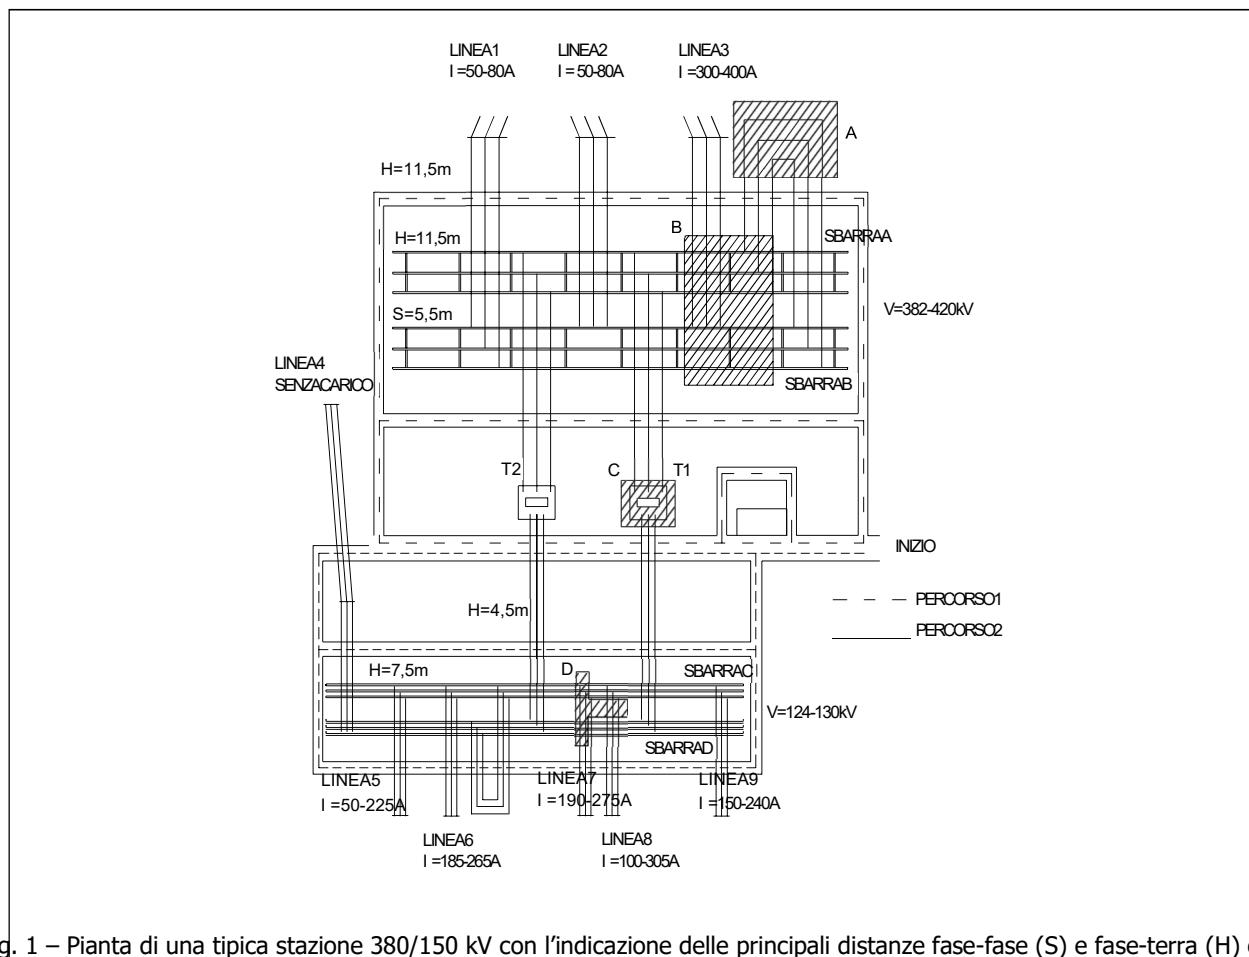 LINEA1
I =50-80A
LINEA2
I =50-80A
LINEA3
I =300-400A
A
H=11,5m
B
H=11,5m
SBARRAA
V=382-420kV
S=5,5m
LINEA4
SENZACARICO
SBARRAB
T2
C
T1
INIZIO
H=4,5m
PERCORSO1
PERCORSO2
H=7,5m
D
SBARRAC
V=124-130kV
SBARRAD
LINEA5
I =50-225A
LINEA7
I =190-275A
LINEA9
I =150-240A
LINEA6
I =185-265A
LINEA8
I =100-305A
g. 1 – Pianta di una tipica stazione 380/150 kV con l’indicazione delle principali distanze fase-fase (S) e fase-terra (H)